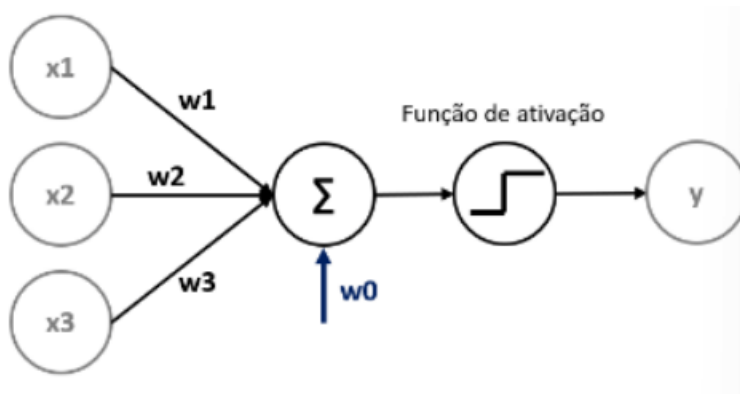 x1
w1
Função de ativação
w2
x2
Σ
y
w3
w0
x3